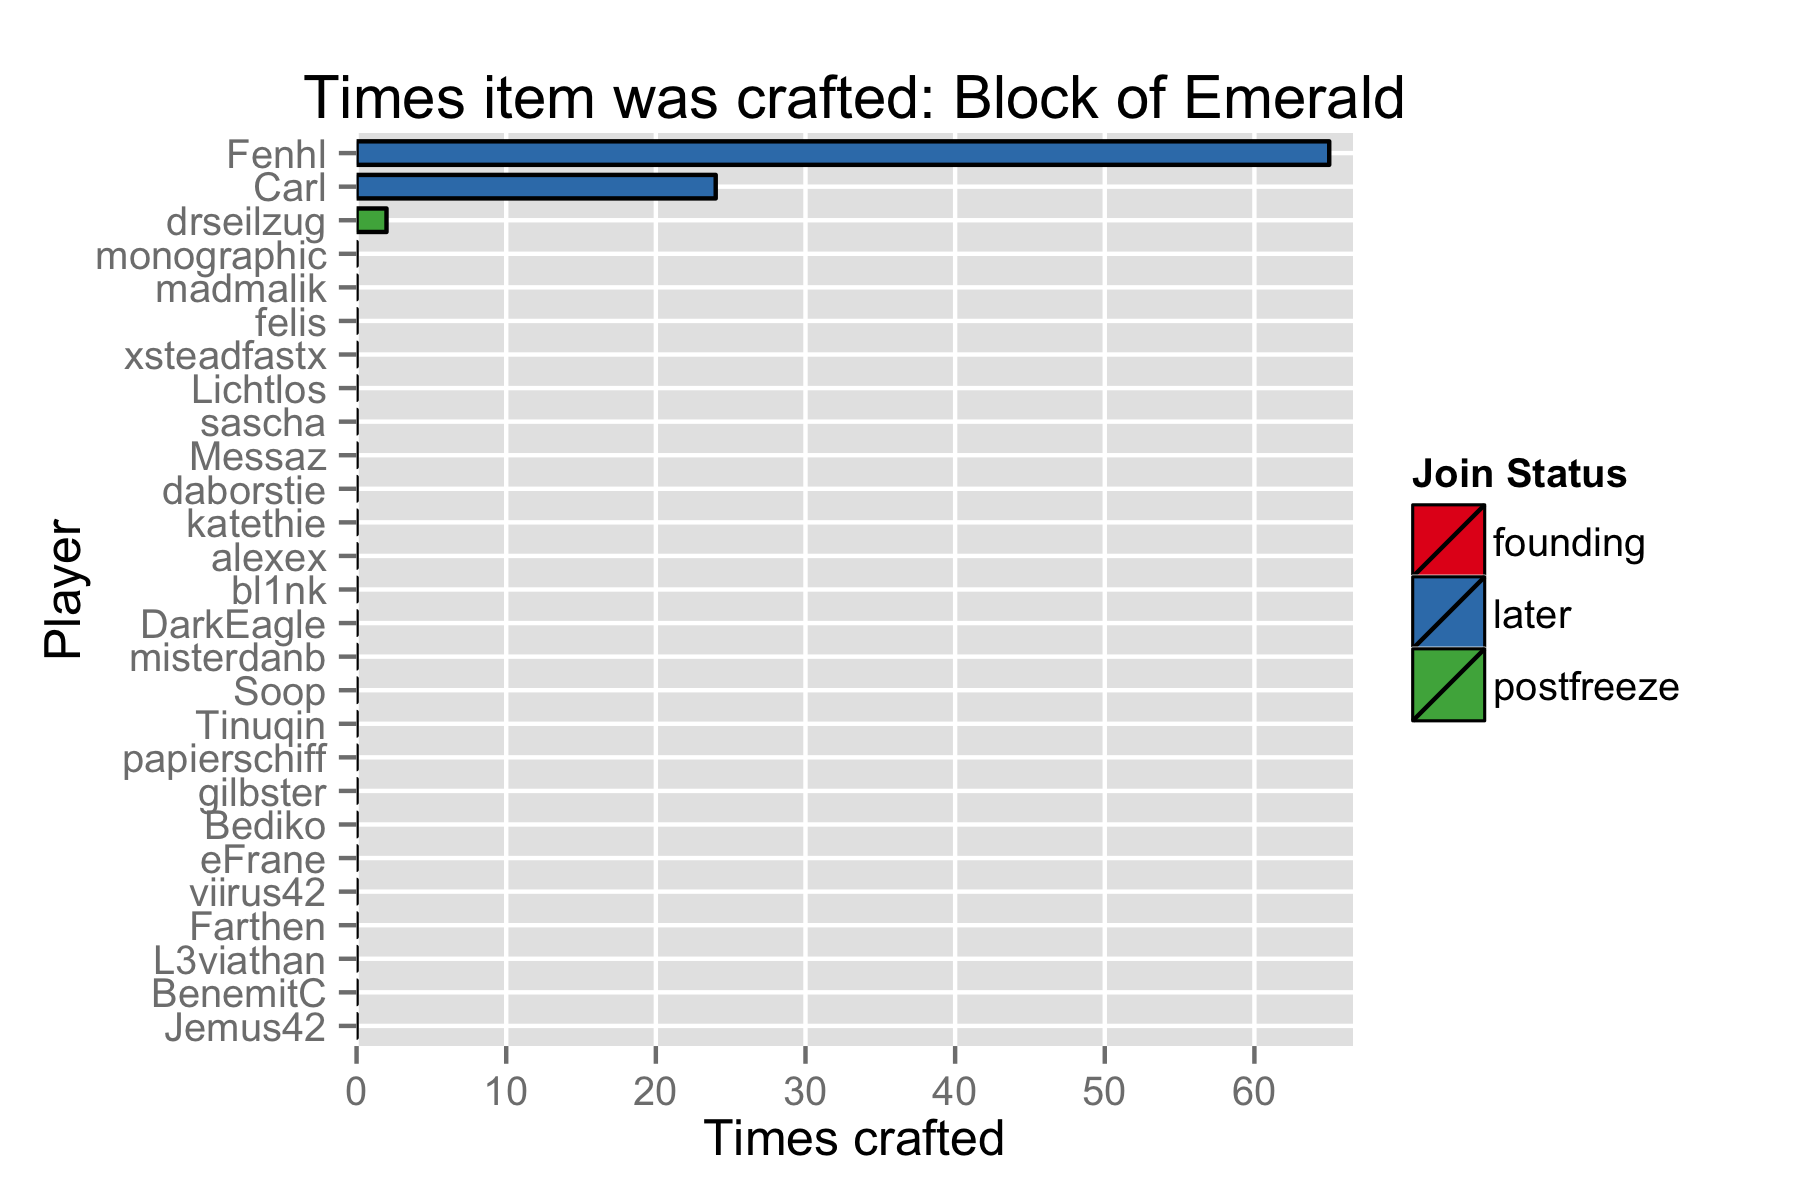 Times item was crafted: Block of Emerald
Fenhl
Carl
drseilzug
monographic
madmalik
felis
xsteadfastx
Lichtlos
sascha
Messaz
daborstie
katethie
alexex
bl1nk
DarkEagle
misterdanb
Soop
Tinuqin
papierschiff
gilbster
Bediko
eFrane
viirus42
Farthen
L3viathan
BenemitC
Jemus42
Player
0 10 20 30 40 50 60
Times crafted
Join Status
founding
later
postfreeze